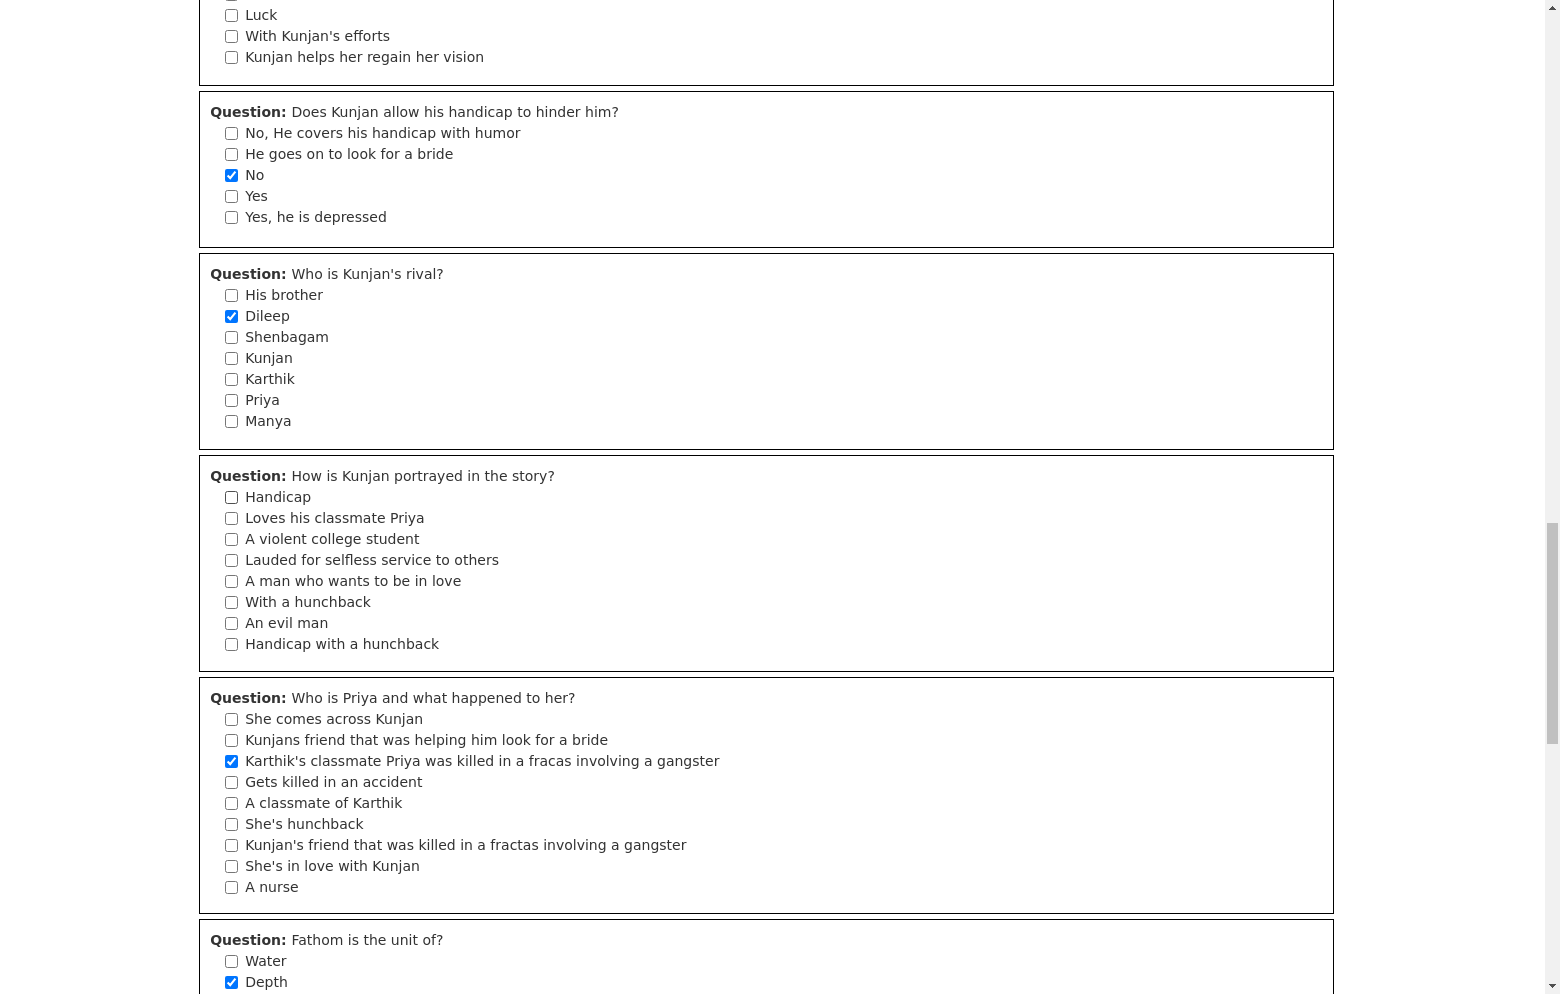 Luck
With Kunjan's efforts
Kunjan helps her regain her vision
Question: Does Kunjan allow his handicap to hinder him?
No, He covers his handicap with humor
He goes on to look for a bride
No
Yes
Yes, he is depressed
Question: Who is Kunjan's rival?
His brother
Dileep
Shenbagam
Kunjan
Karthik
Priya
Manya
Question: How is Kunjan portrayed in the story?
Handicap
Loves his classmate Priya
A violent college student
Lauded for selfless service to others
A man who wants to be in love
With a hunchback
An evil man
Handicap with a hunchback
Question: Who is Priya and what happened to her?
She comes across Kunjan
Kunjans friend that was helping him look for a bride
Karthik's classmate Priya was killed in a fracas involving a gangster
Gets killed in an accident
A classmate of Karthik
She's hunchback
Kunjan's friend that was killed in a fractas involving a gangster
She's in love with Kunjan
A nurse
Question: Fathom is the unit of?
Water
Depth